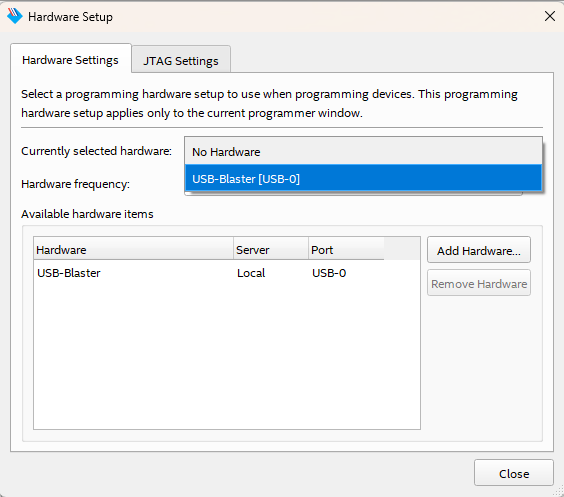 Hardware Setup
Hardware Settings
JTAG Settings
Select a programming hardware setup to use when programming devices. This programming
hardware setup applies only to the current programmer window.
Currently selected hardware:
No Hardware
USB-Blaster [USB-0]
Hardware frequency:
Available hardware items
Hardware Server Port
USB-Blaster Local USB-0
Add Hardware...
Remove Hardware
Close